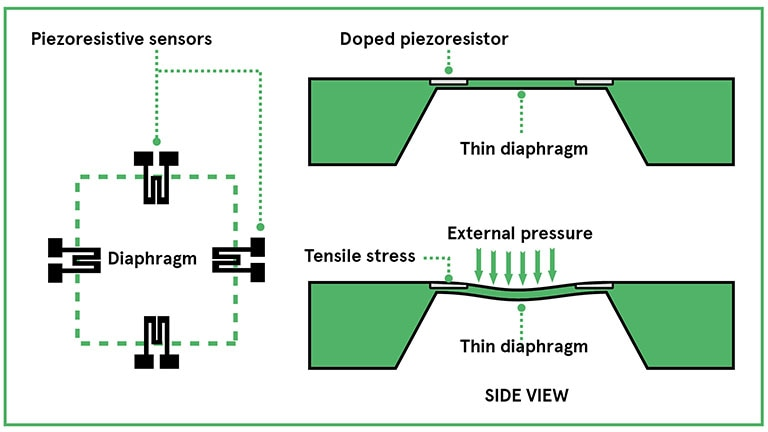 Piezoresistive sensors
Diaphragm
Doped piezoresistor
Thin diaphragm
External pressure
Tensile stress
Thin diaphragm
SIDE VIEW